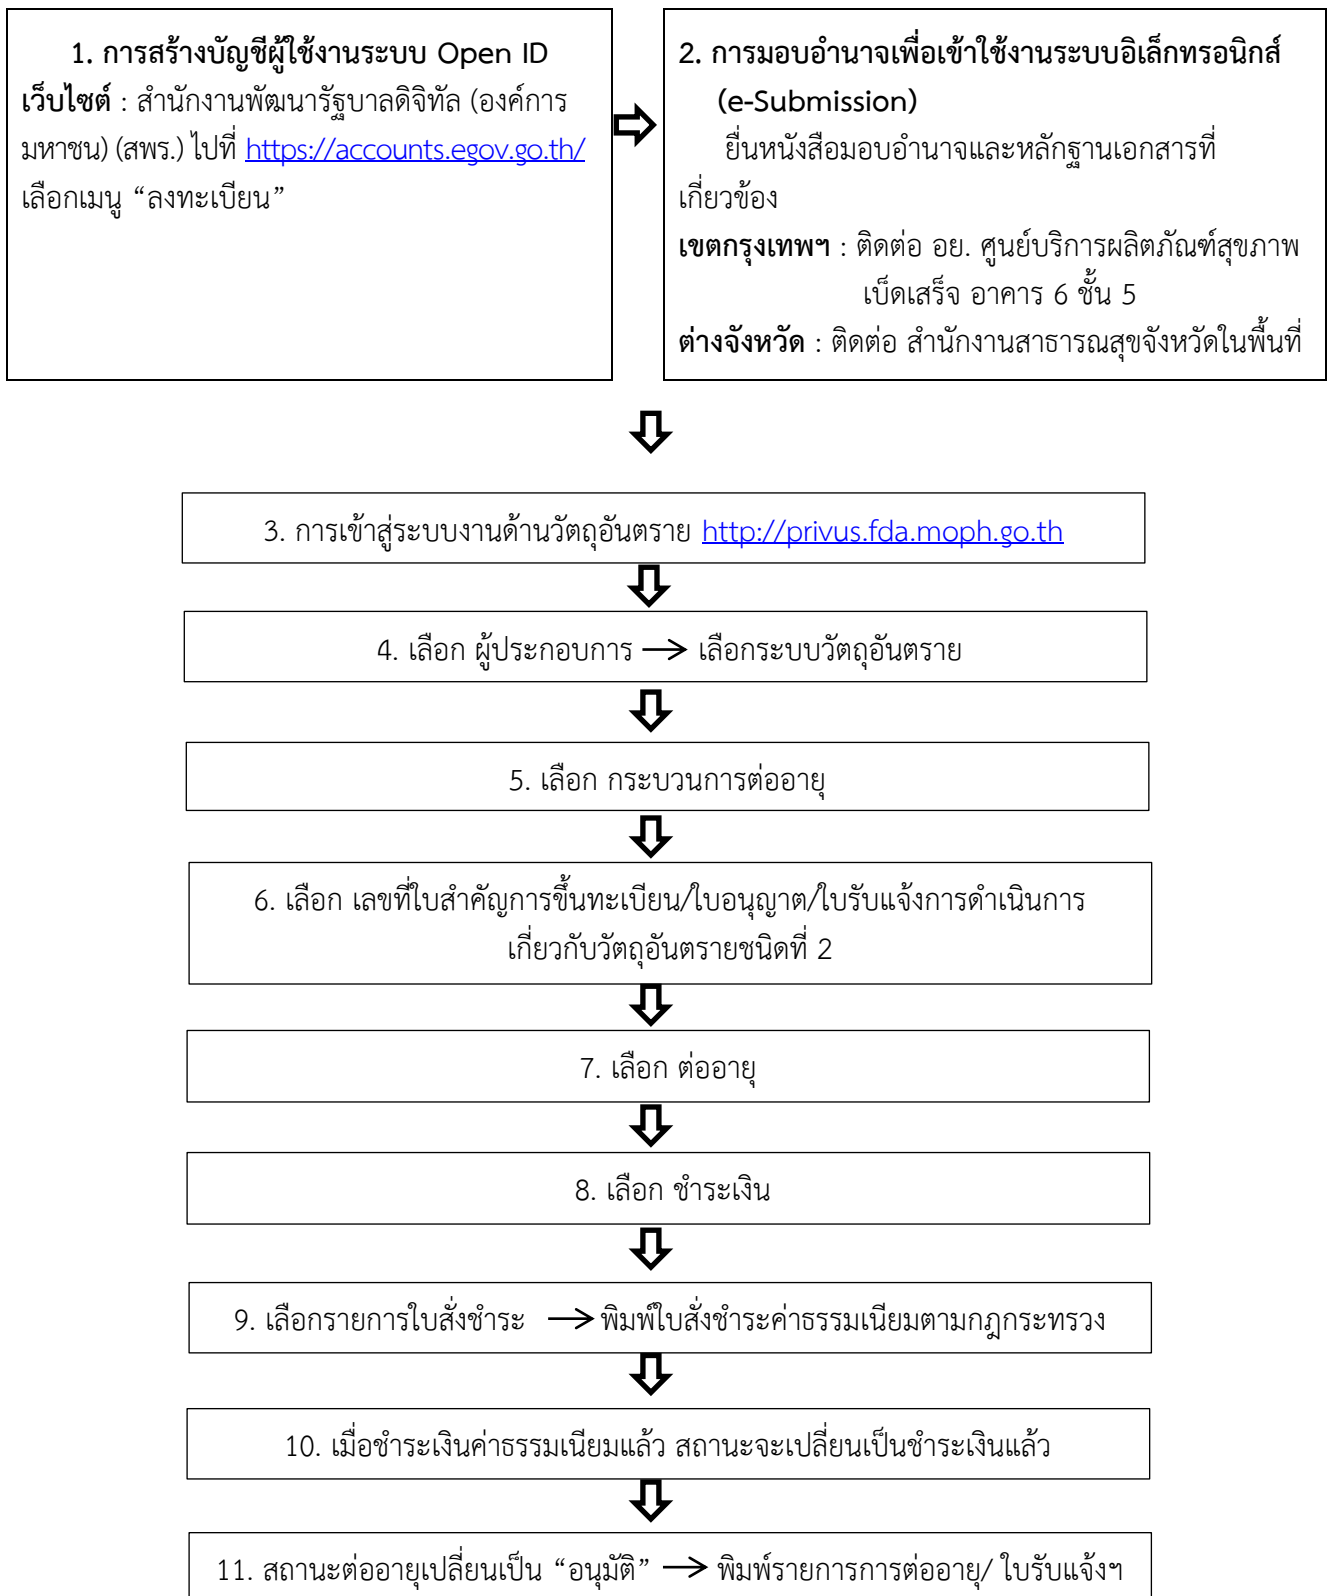 1. การสร้างบัญชีผู้ใช้งานระบบ Open ID
เว็บไซต์ : สำนักงานพัฒนารัฐบาลดิจิทัล (องค์การ
มหาชน) (สพร.) ไปที่ https://accounts.egov.go.th/
เลือกเมนู “ลงทะเบียน”
2. การมอบอำนาจเพื่อเข้าใช้งานระบบอิเล็กทรอนิกส์
(e-Submission)
ยื่นหนังสือมอบอำนาจและหลักฐานเอกสารที่
เกี่ยวข้อง
เขตกรุงเทพฯ : ติดต่อ อย. ศูนย์บริการผลิตภัณฑ์สุขภาพ
เบ็ดเสร็จ อาคาร 6 ชั้น 5
ต่างจังหวัด : ติดต่อ สำนักงานสาธารณสุขจังหวัดในพื้นที่
3. การเข้าสู่ระบบงานด้านวัตถุอันตราย http://privus.fda.moph.go.th
4. เลือก ผู้ประกอบการ → เลือกระบบวัตถุอันตราย
5. เลือก กระบวนการต่ออายุ
6. เลือก เลขที่ใบสำคัญการขึ้นทะเบียน/ใบอนุญาต/ใบรับแจ้งการดำเนินการ
เกี่ยวกับวัตถุอันตรายชนิดที่ 2
7. เลือก ต่ออายุ
8. เลือก ชำระเงิน
9. เลือกรายการใบสั่งชำระ → พิมพ์ใบสั่งชำระค่าธรรมเนียมตามกฎกระทรวง
10. เมื่อชำระเงินค่าธรรมเนียมแล้ว สถานะจะเปลี่ยนเป็นชำระเงินแล้ว
11. สถานะต่ออายุเปลี่ยนเป็น “อนุมัติ” → พิมพ์รายการการต่ออายุ/ ใบรับแจ้งฯ